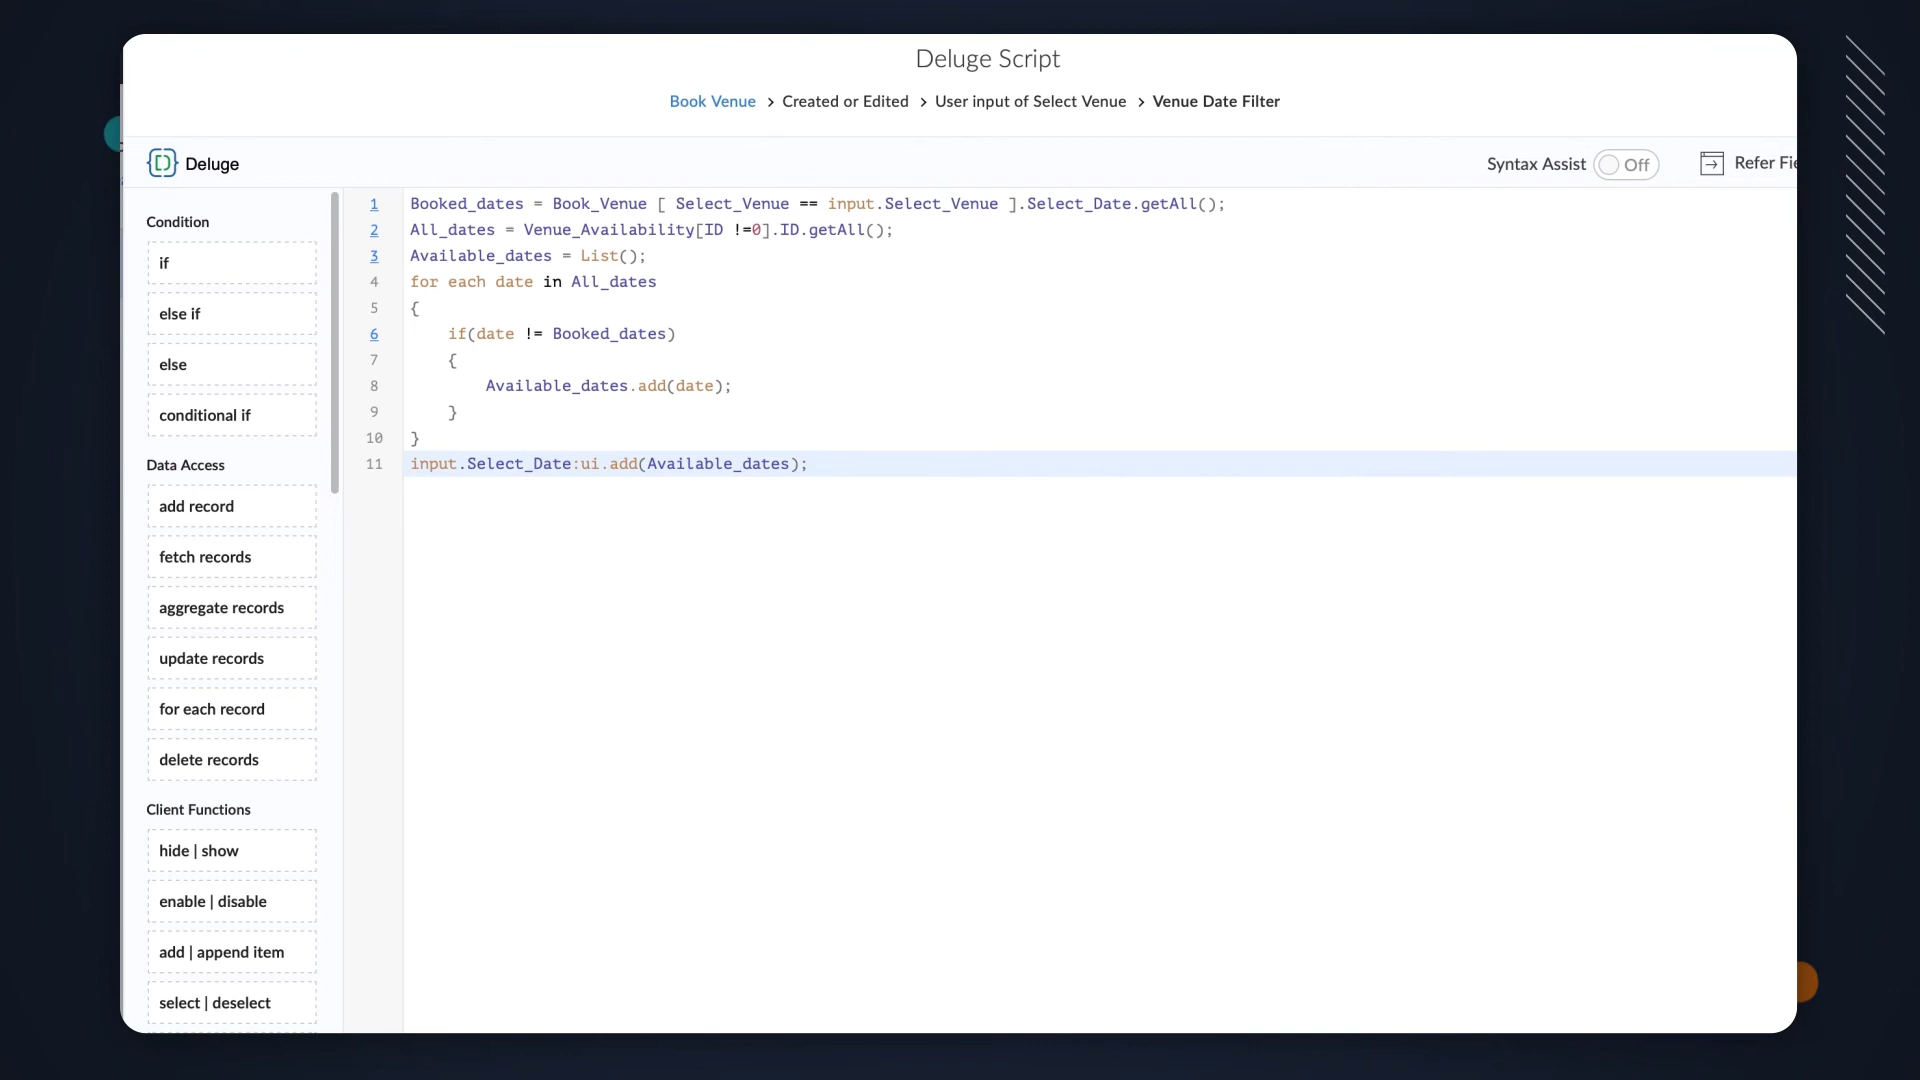 Deluge Script
Book Venue > Created or Edited > User input of Select Venue > Venue Date Filter
{[]} Deluge
Syntax Assist Off
Refer Fie
Condition
if
else if
else
conditional if
Data Access
add record
fetch records
aggregate records
update records
for each record
delete records
Client Functions
hide | show
enable | disable
add | append item
select | deselect
1 Booked_dates = Book_Venue [ Select_Venue == input.Select_Venue ].Select_Date.getAll();
2 All_dates = Venue_Availability[ID !=0].ID.getAll();
3 Available_dates = List();
4 for each date in All_dates
5 {
6 if(date != Booked_dates)
7 {
8 Available_dates.add(date);
9 }
10 }
11 input.Select_Date:ui.add(Available_dates);